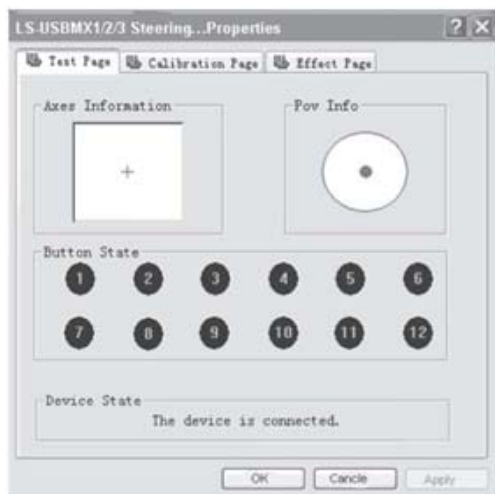 LS-USBMX1/2/3 Steering...Properties
Test Page Calibration Page Effect Page
Axes Information Pov Info
Button State
1 2 3 4 5 6
7 8 9 10 11 12
Device State
The device is connected.
OK Cancle Apply